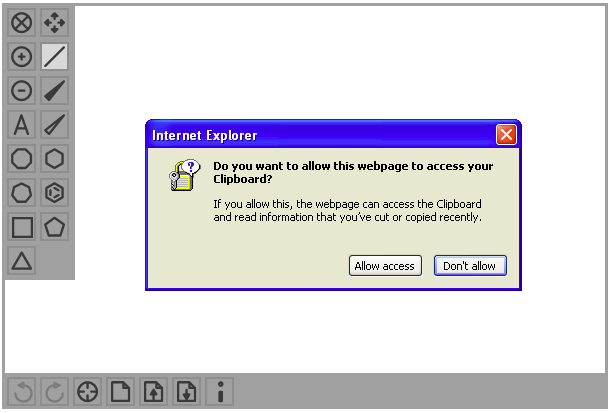 A
Internet Explorer
Do you want to allow this webpage to access your
Clipboard?
If you allow this, the webpage can access the Clipboard
and read information that you've cut or copied recently.
Allow access
Don't allow